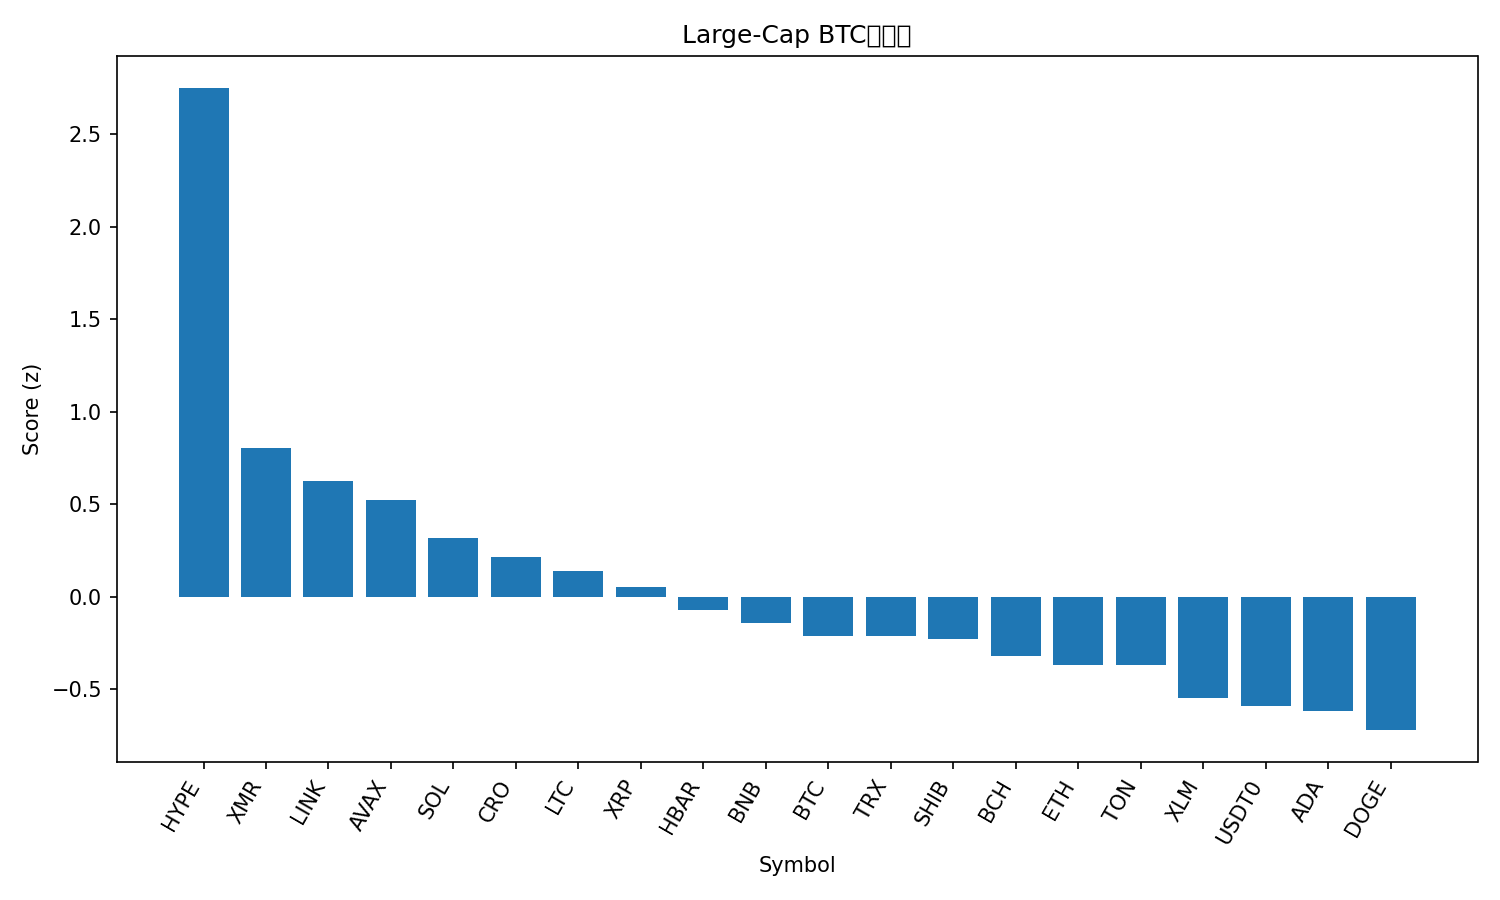 Large-Cap BTC
Score (z)
2.5
2.0
1.5
1.0
0.5
0.0
−0.5
HYPE
XMR
LINK
AVAX
SOL
CRO
LTC
XRP
HBAR
BNB
BTC
TRX
SHIB
BCH
ETH
TON
XLM
USDT0
ADA
DOGE
Symbol